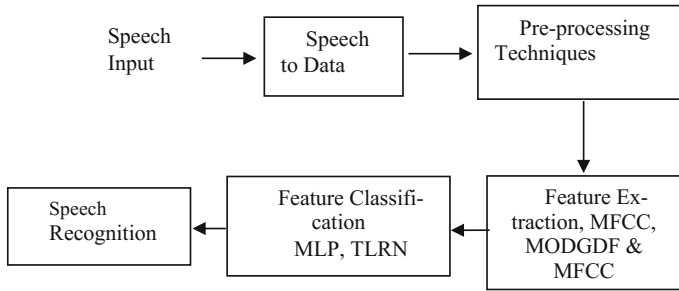 Speech
Input
Speech
to Data
Pre-processing
Techniques
Feature Ex-
traction, MFCC,
MODGDF &
MFCC
Feature Classifi-
cation
MLP, TLRN
Speech
Recognition